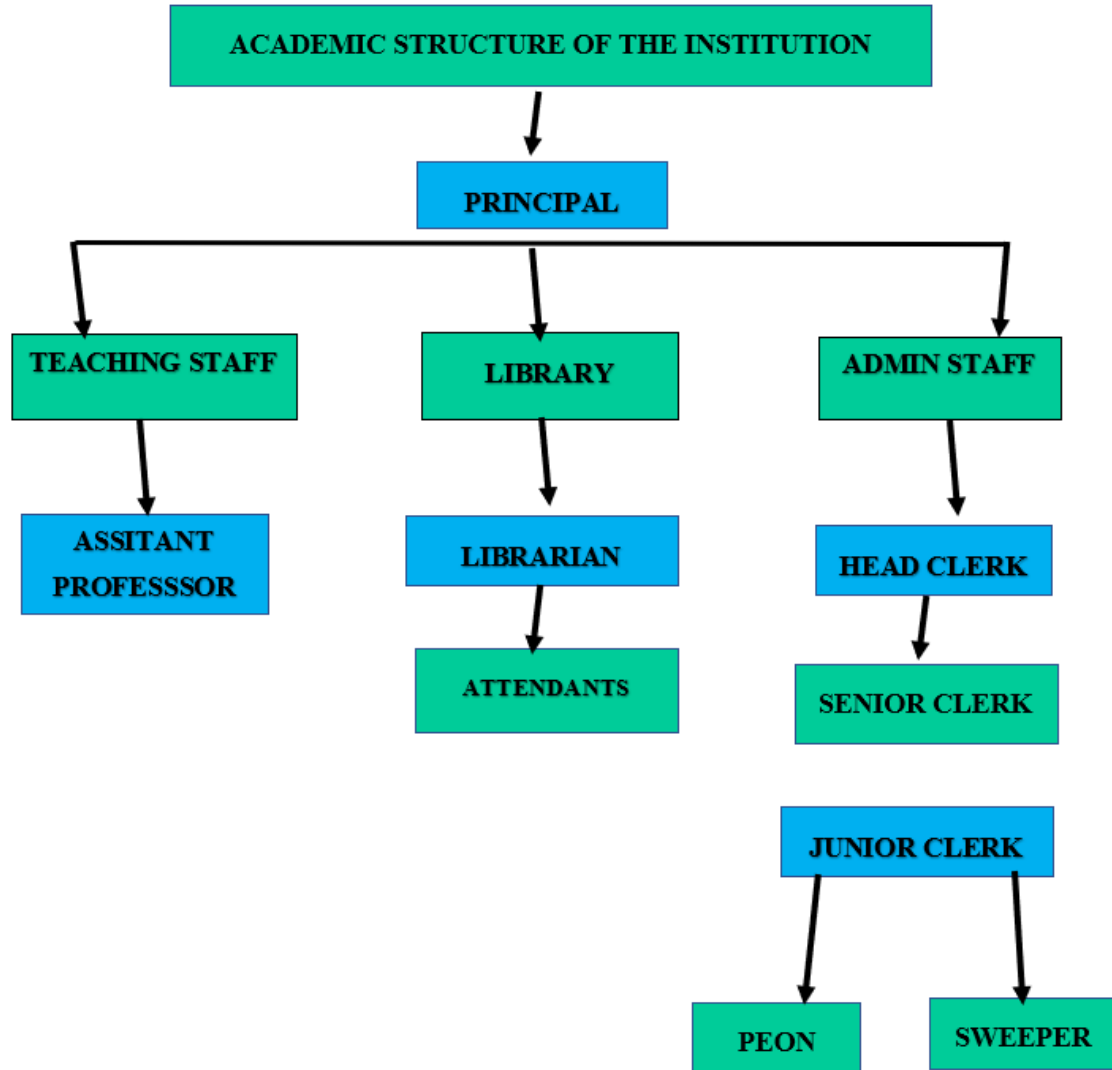 ACADEMIC STRUCTURE OF THE INSTITUTION
PRINCIPAL
TEACHING STAFF
LIBRARY
ADMIN STAFF
ASSITANT
PROFESSSOR
LIBRARIAN
HEAD CLERK
ATTENDANTS
SENIOR CLERK
JUNIOR CLERK
PEON
SWEEPER